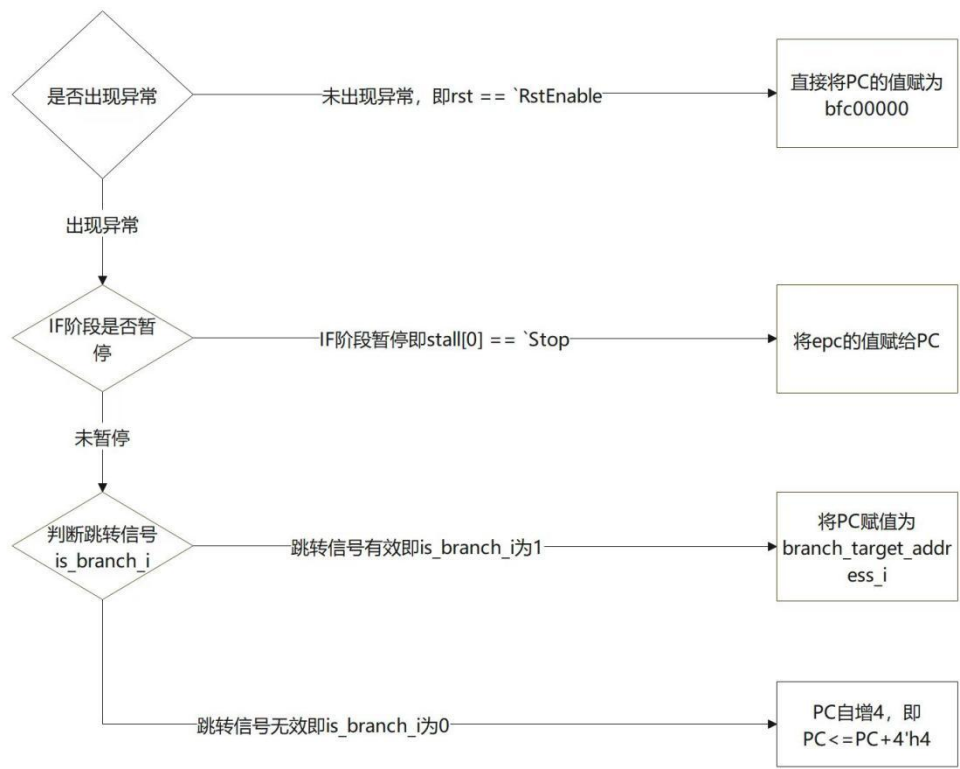 是否出现异常
未出现异常，即rst == `RstEnable
直接将PC的值赋为
bfc00000
出现异常
IF阶段是否暂
停
IF阶段暂停即stall[0] == `Stop
将epc的值赋给PC
未暂停
判断跳转信号
is_branch_i
跳转信号有效即is_branch_i为1
将PC赋值为
branch_target_addr
ess_i
跳转信号无效即is_branch_i为0
PC自增4，即
PC<=PC+4'h4